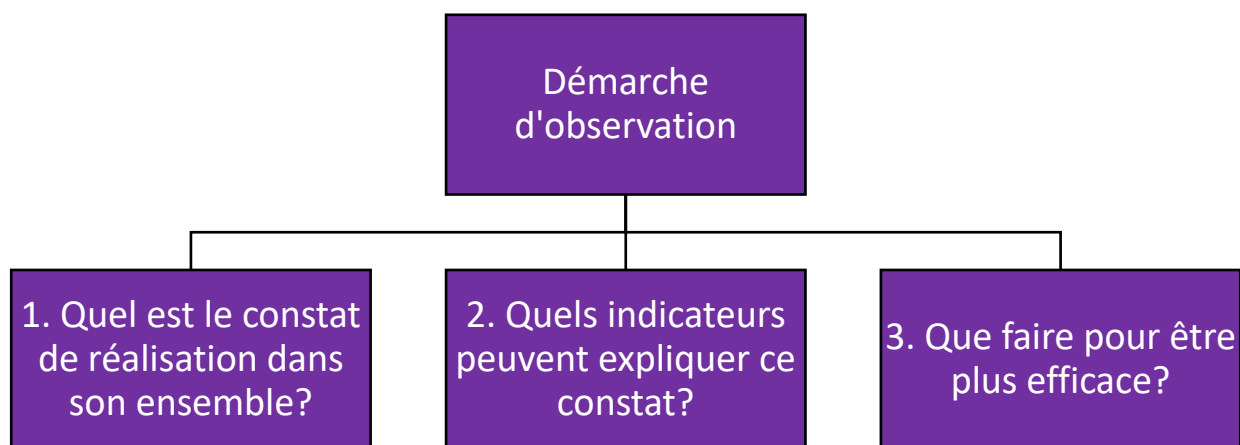 Démarche
d'observation
1. Quel est le constat
de réalisation dans
son ensemble?
2. Quels indicateurs
peuvent expliquer ce
constat?
3. Que faire pour être
plus efficace?